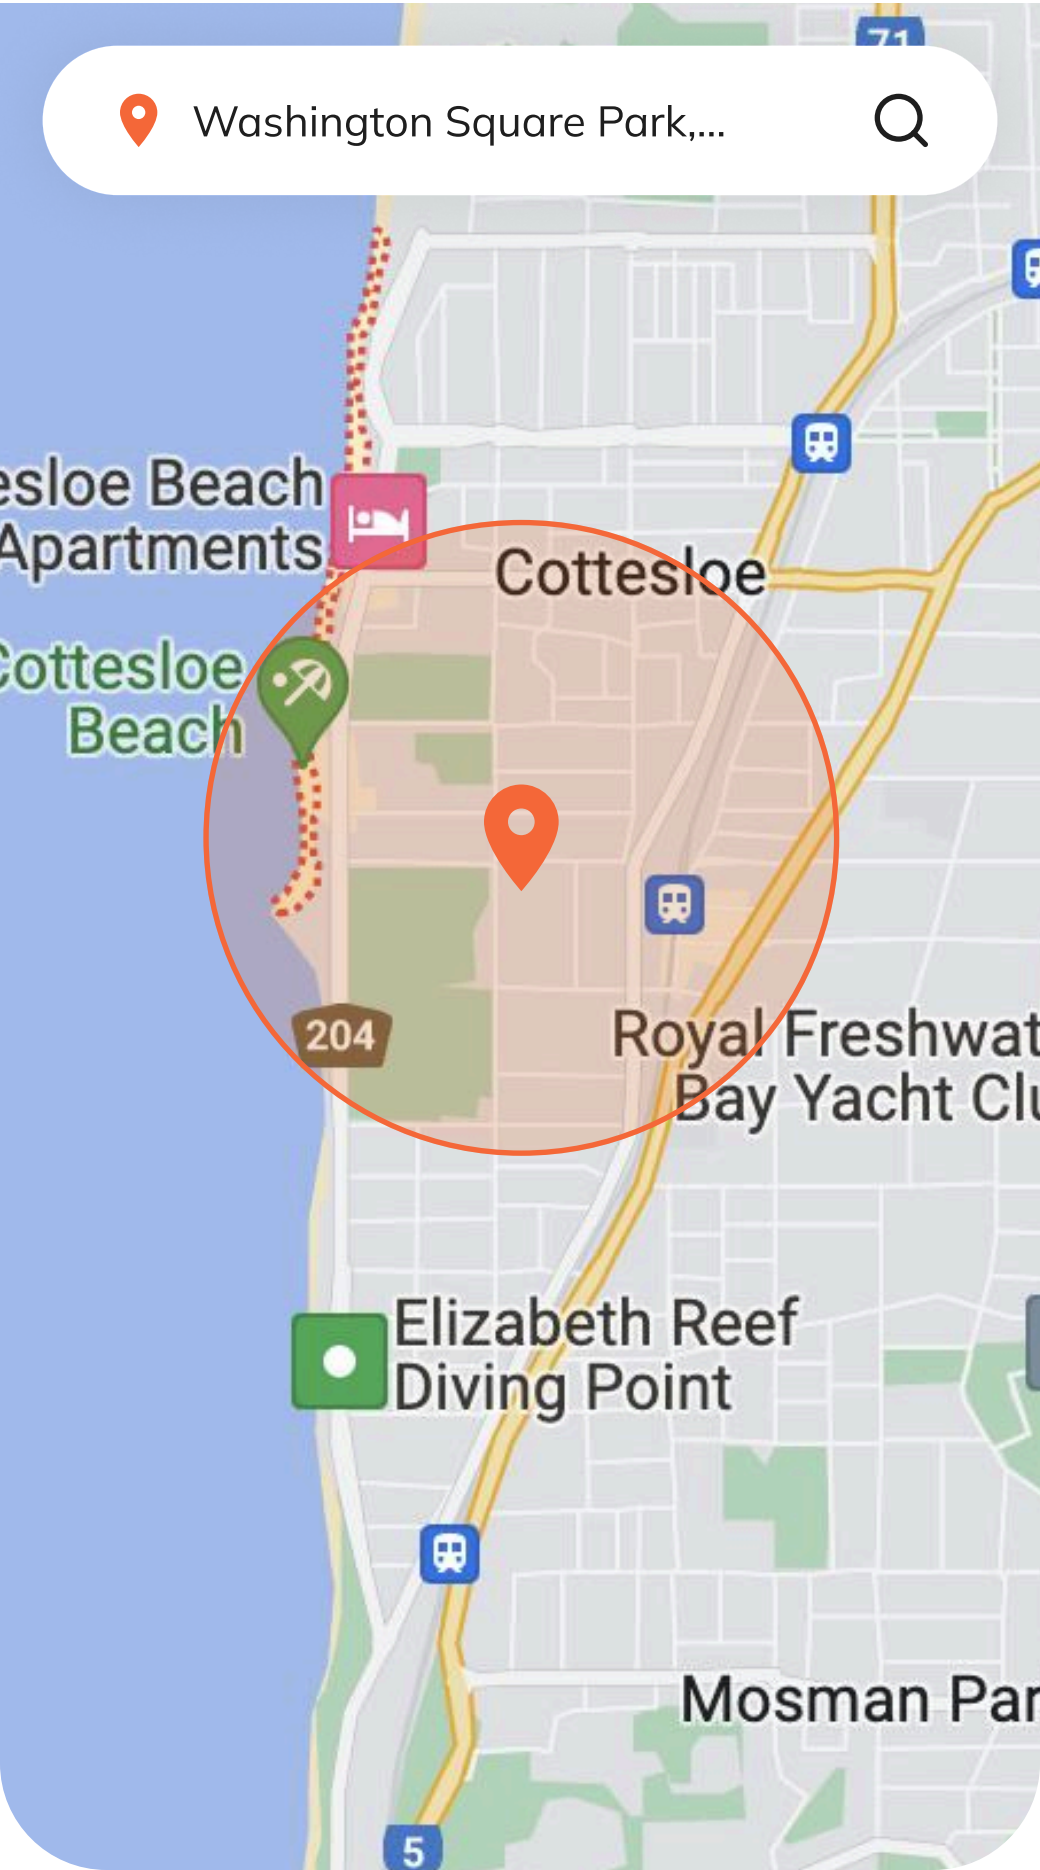 71
Washington Square Park,...
esloe Beach
Apartments
Cottesloe
Cottesloe
Beach
204
Royal Freshwat
Bay Yacht Clu
Elizabeth Reef
Diving Point
Mosman Par
5